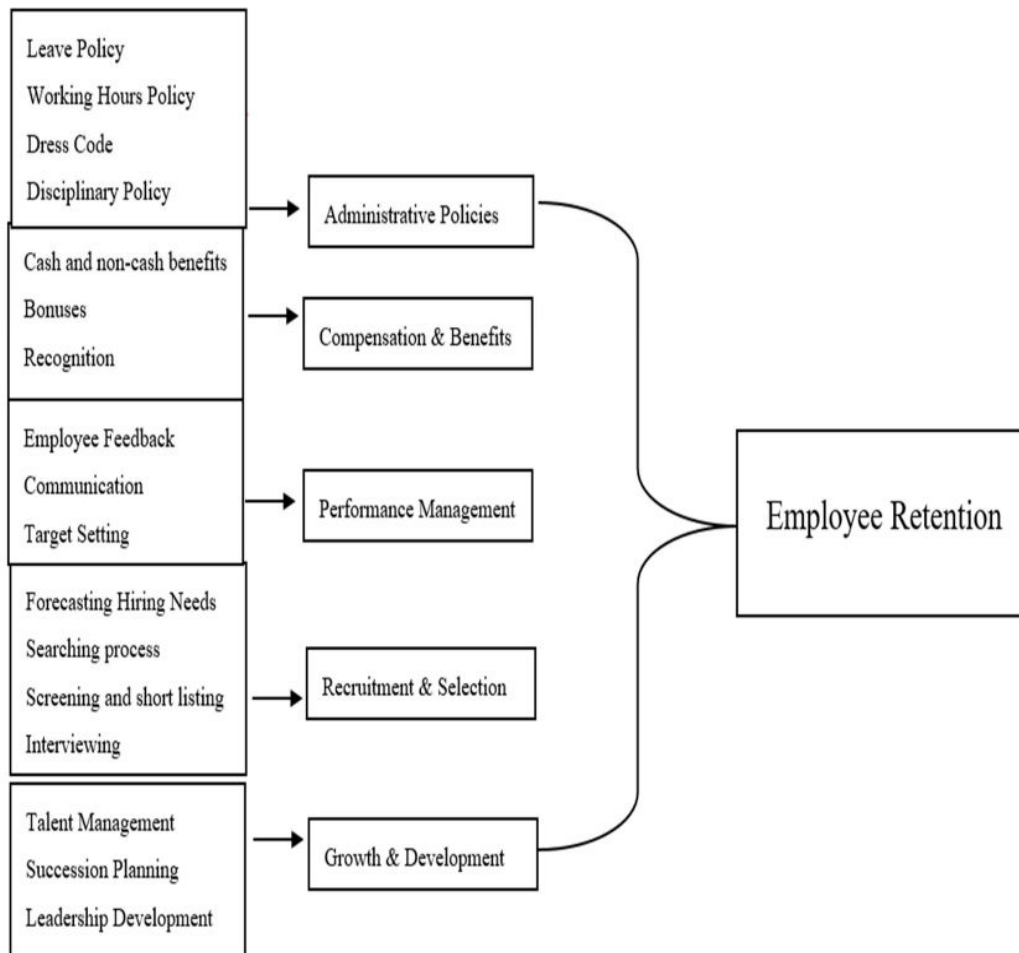 Leave Policy
Working Hours Policy
Dress Code
Disciplinary Policy
Administrative Policies
Cash and non-cash benefits
Bonuses
Recognition
Compensation & Benefits
Employee Feedback
Communication
Target Setting
Performance Management
Employee Retention
Forecasting Hiring Needs
Searching process
Screening and short listing
Interviewing
Recruitment & Selection
Talent Management
Succession Planning
Leadership Development
Growth & Development